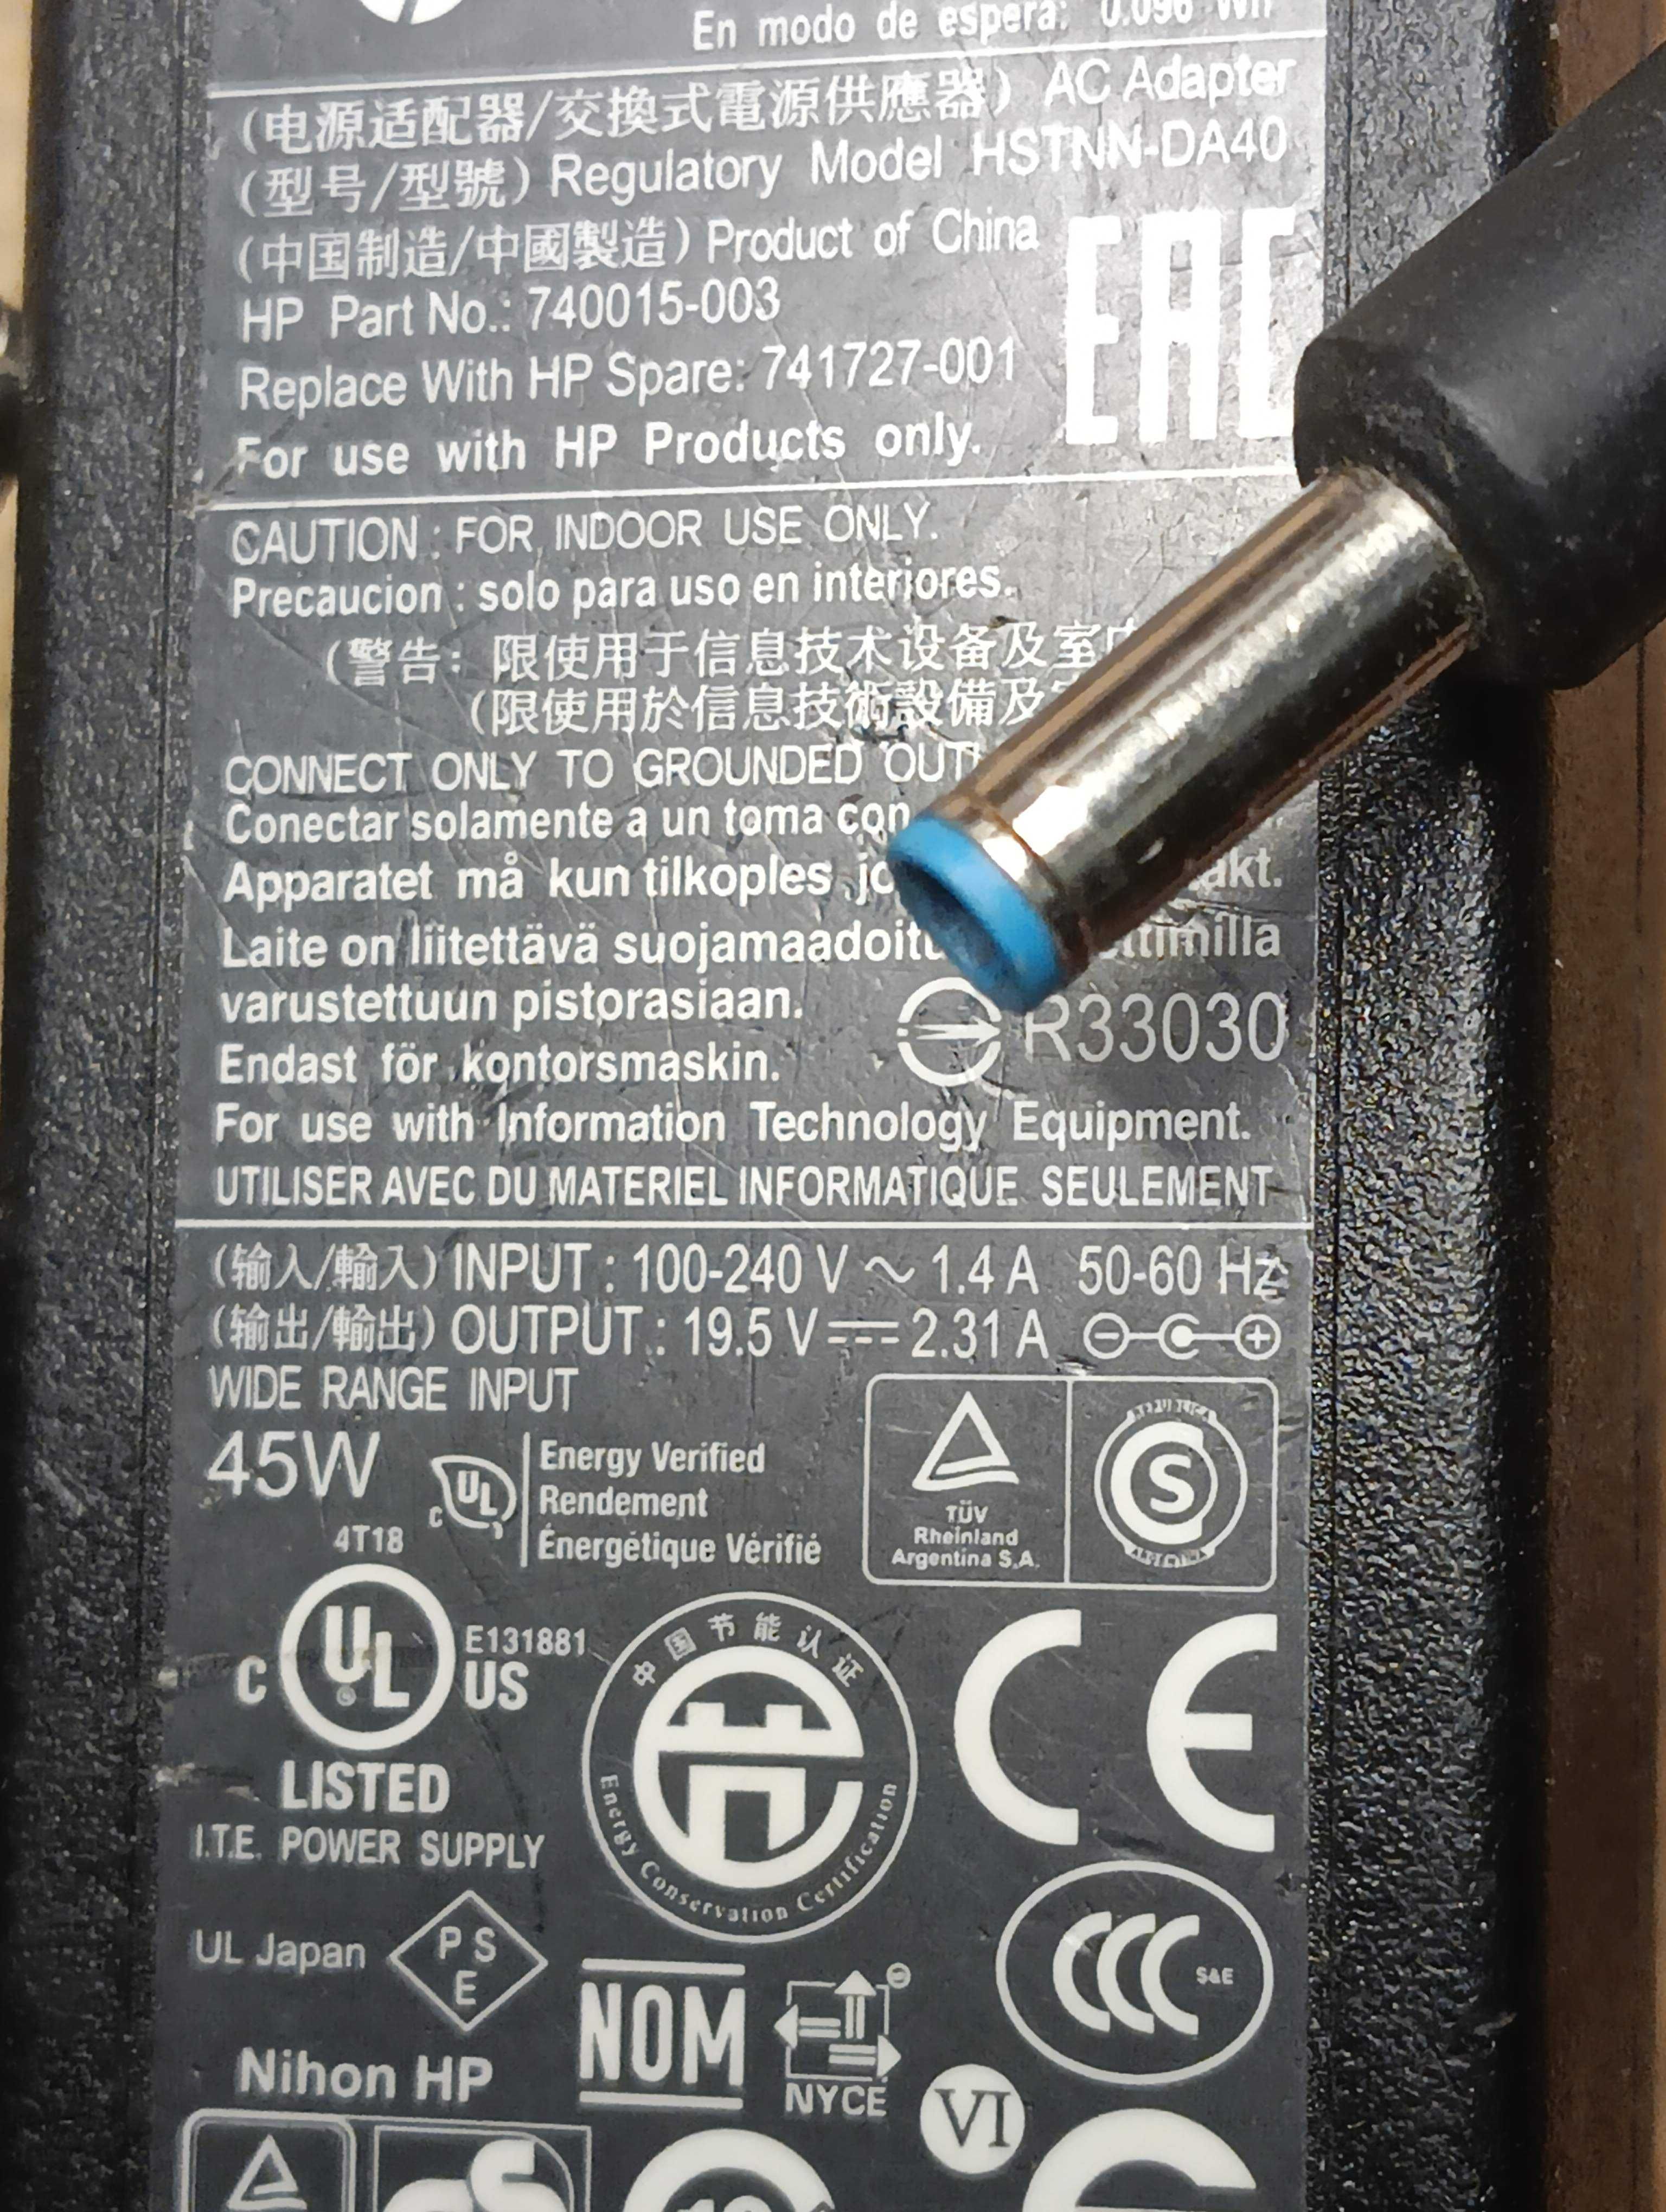 En modo de espera: 0.096 Wh
(电源适配器/交換式電源供應器) AC Adapter
(型号/型號) Regulatory Model HSTNN-DA40
(中国制造/中國製造) Product of China
HP Part No.: 740015-003
Replace With HP Spare: 741727-001
For use with HP Products only.
EAC
CAUTION : FOR INDOOR USE ONLY.
Precaucion : solo para uso en interiores.
(警告: 限使用于信息技术设备及室
(限使用於信息技術設備及
CONNECT ONLY TO GROUNDED
Conectar solamente a un toma con
Apparatet må kun tilkoples
Laite on liitettävä
varustettuun pistorasiaan.
R33030
Endast för kontorsmaskin.
For use with Information Technology Equipment.
UTILISER AVEC DU MATERIEL INFORMATIQUE SEULEMENT
(输入/輸入) INPUT : 100-240 V ~ 1.4 A 50-60 Hz
(输出/輸出) OUTPUT : 19.5 V 2.31 A
WIDE RANGE INPUT
45W
C UL
Energy Verified
Rendement
Énergétique Vérifié
TÜV
Rheinland
Argentina S.A.
REPUBLICA
S
ARGENTINA
4T18
C UL US
E131881
LISTED
I.T.E. POWER SUPPLY
中国节能认证
Energy Conservation Certification
CE
UL Japan
PS
E
Nihon HP
NOM
NYCE
CCC
S&E
VI